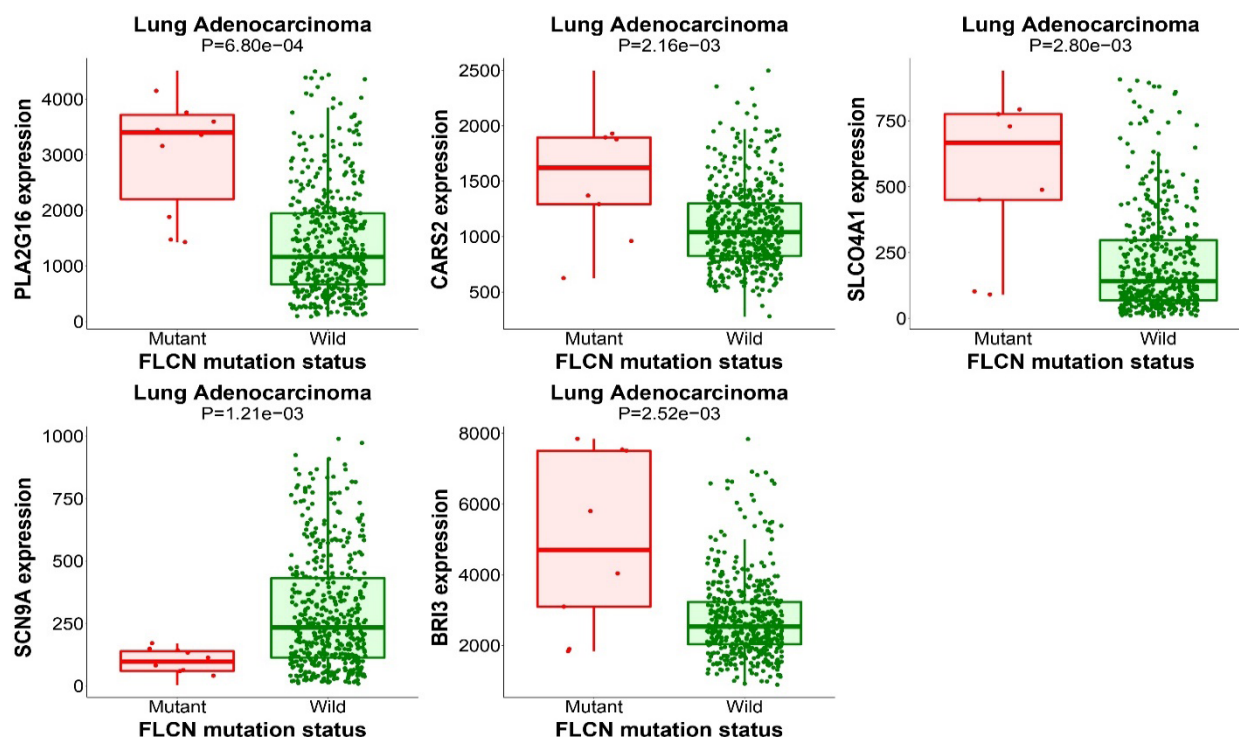 Lung Adenocarcinoma
P=6.80e−04
PLA2G16 expression
4000
3000
2000
1000
0
Mutant
Wild
FLCN mutation status
Lung Adenocarcinoma
P=2.16e−03
CARS2 expression
2500
2000
1500
1000
500
Mutant
Wild
FLCN mutation status
Lung Adenocarcinoma
P=2.80e−03
SLCO4A1 expression
750
500
250
0
Mutant
Wild
FLCN mutation status
Lung Adenocarcinoma
P=1.21e−03
SCN9A expression
1000
750
500
250
0
Mutant
Wild
FLCN mutation status
Lung Adenocarcinoma
P=2.52e−03
BRI3 expression
8000
6000
4000
2000
Mutant
Wild
FLCN mutation status